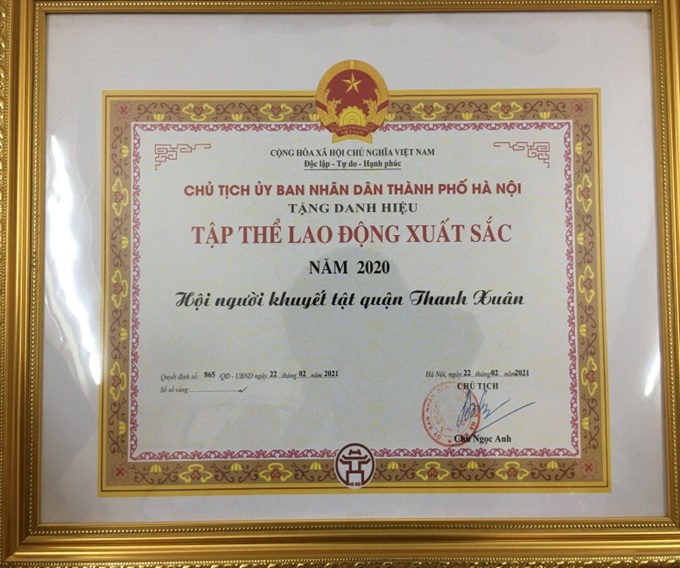 CỘNG HÒA XÃ HỘI CHỦ NGHĨA VIỆT NAM
Độc lập - Tự do - Hạnh phúc
CHỦ TỊCH ỦY BAN NHÂN DÂN THÀNH PHỐ HÀ NỘI
TẶNG DANH HIỆU
TẬP THỂ LAO ĐỘNG XUẤT SẮC
NĂM 2020
Hội người khuyết tật quận Thanh Xuân
Quyết định số: 865 /QĐ - UBND ngày 22 tháng 02 năm 2021
Số sổ vàng
Hà Nội, ngày 22 tháng 02 năm 2021
CHỦ TỊCH
Chu Ngọc Anh
HÀ NỘI